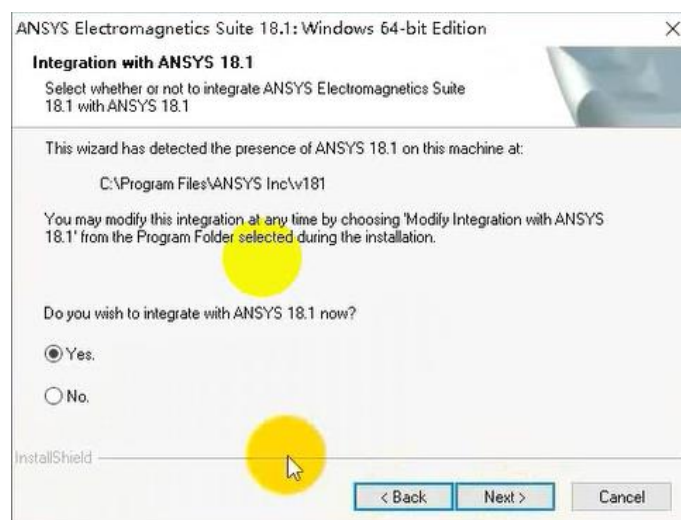 ANSYS Electromagnetics Suite 18.1: Windows 64-bit Edition
Integration with ANSYS 18.1
Select whether or not to integrate ANSYS Electromagnetics Suite
18.1 with ANSYS 18.1
This wizard has detected the presence of ANSYS 18.1 on this machine at:
C:\Program Files\ANSYS Inc\v181
You may modify this integration at any time by choosing 'Modify Integration with ANSYS
18.1' from the Program Folder selected during the installation.
Do you wish to integrate with ANSYS 18.1 now?
Yes.
No.
InstallShield
< Back Next > Cancel